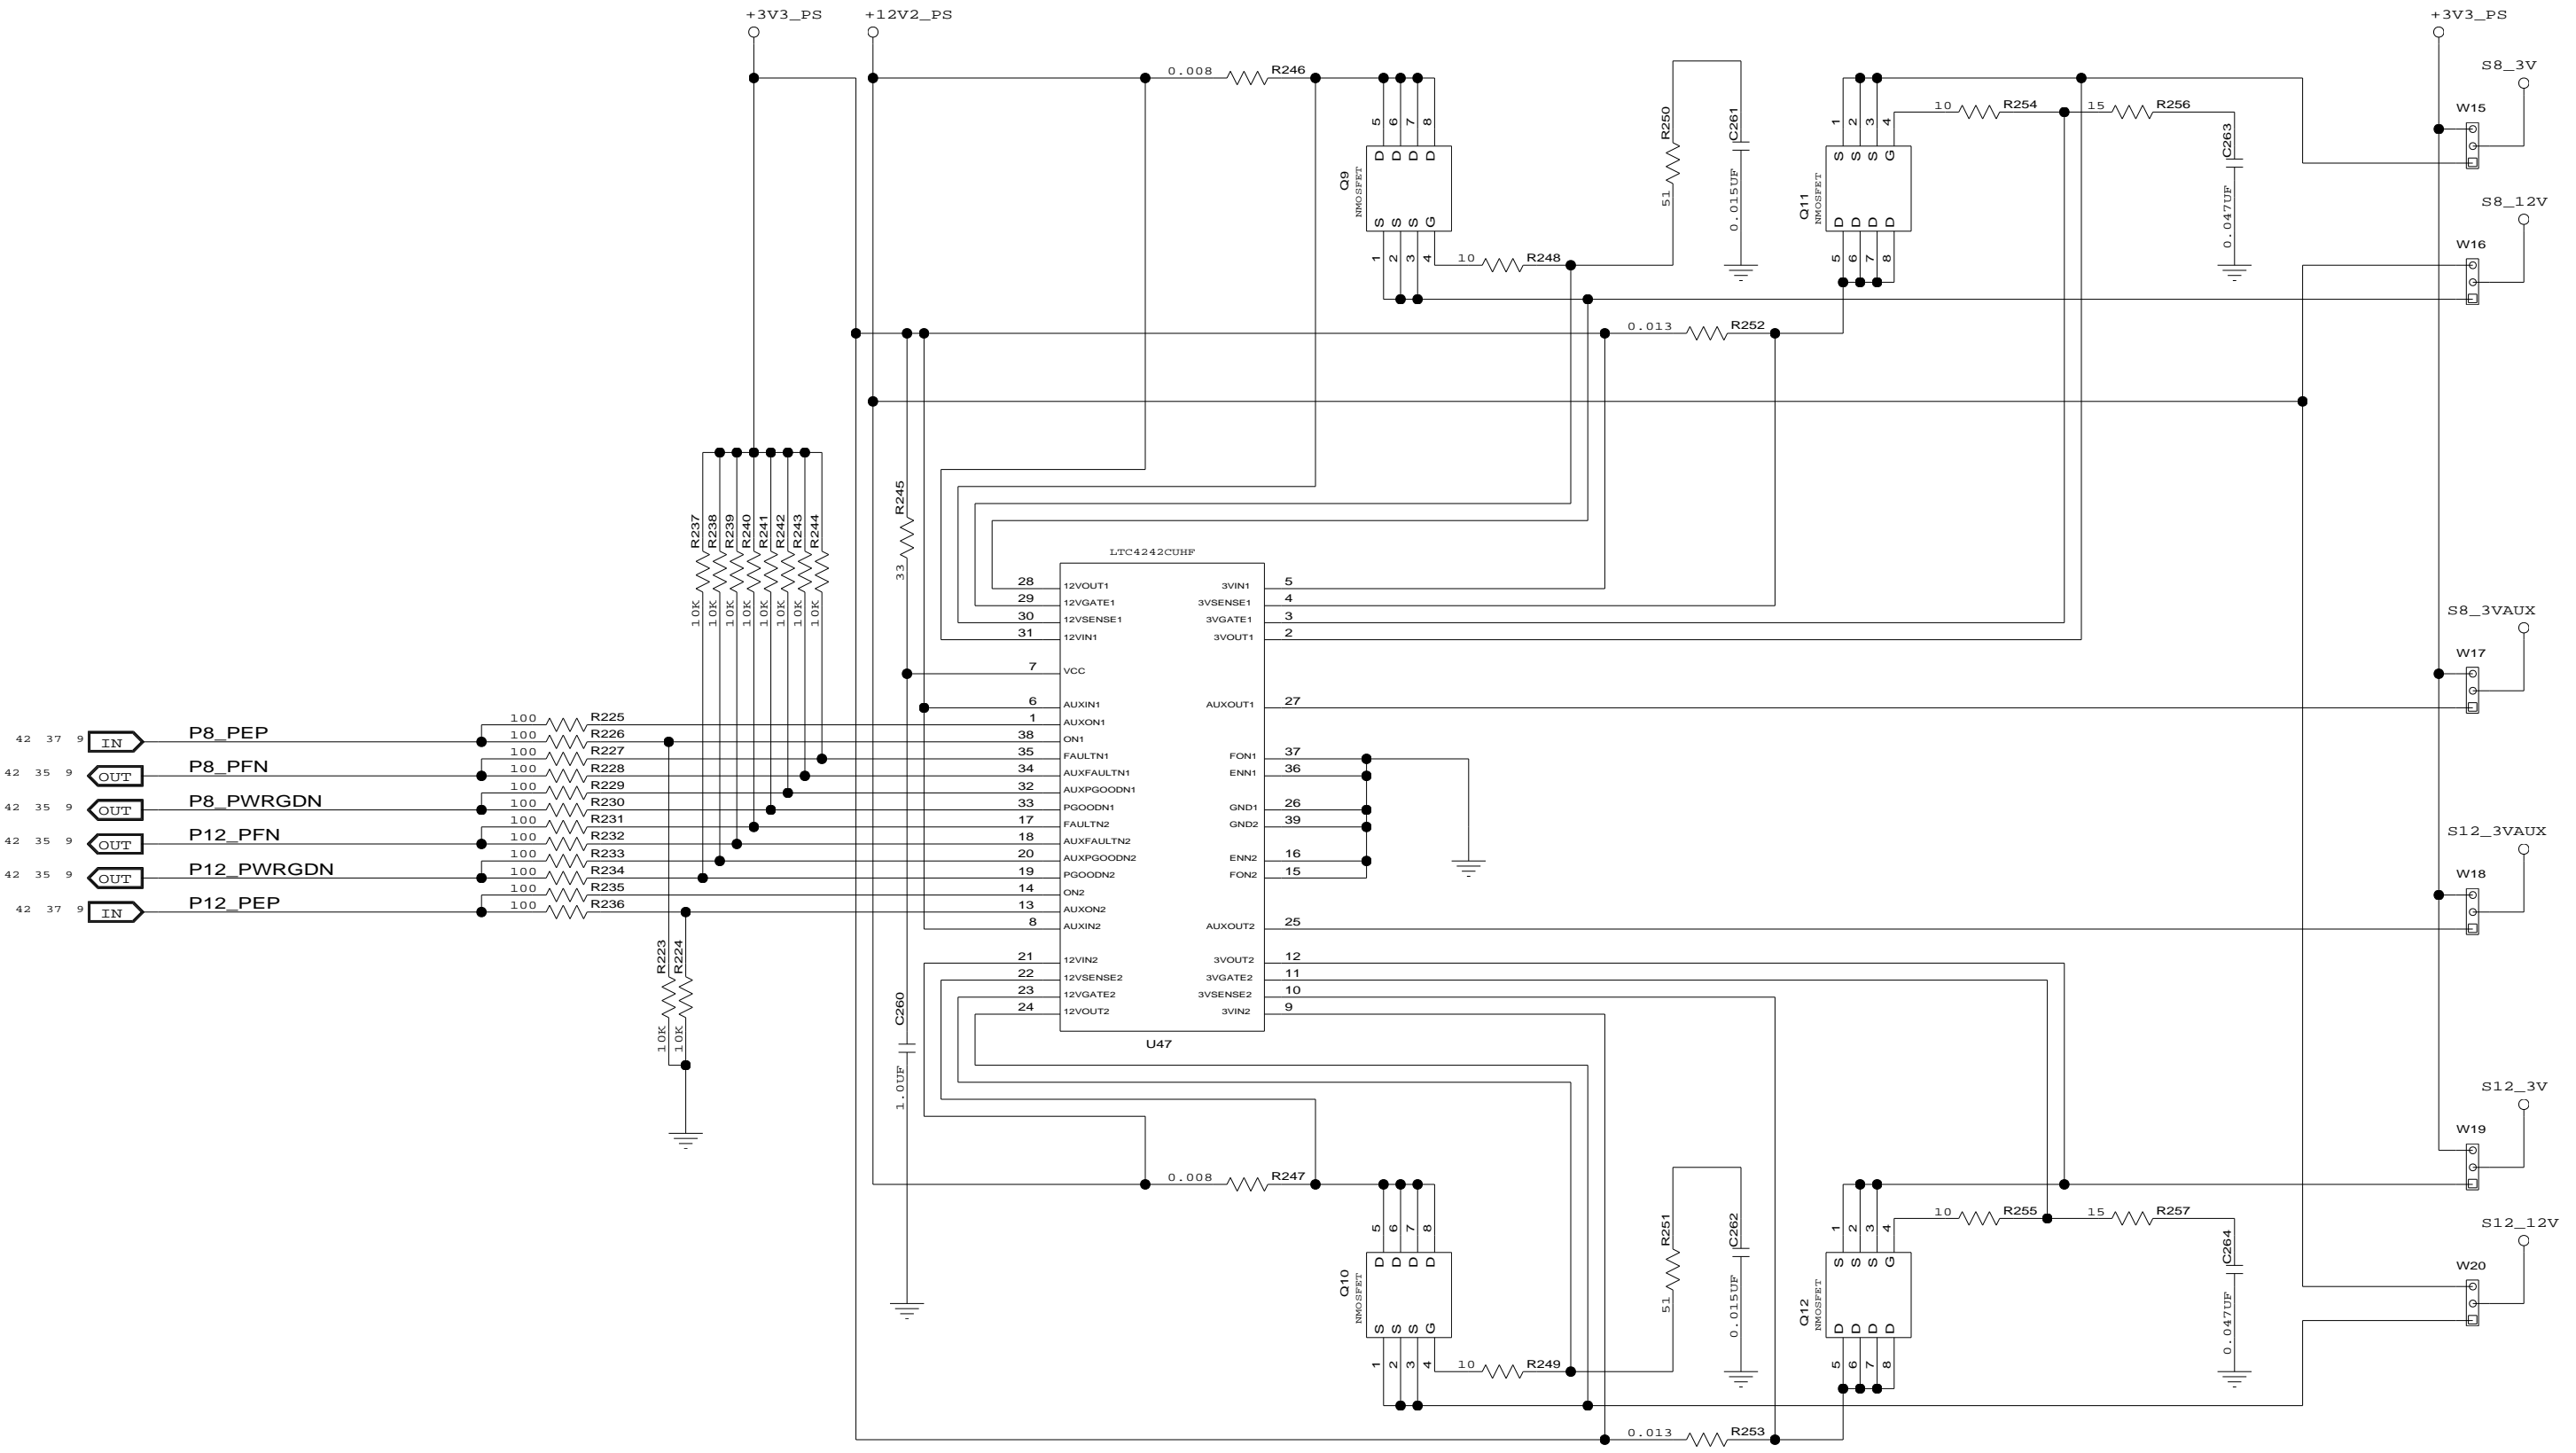 +3V3_PS
+12V2_PS
+3V3_PS
S8_3V
0.008 R246
W15
10 R254
15 R256
R250
51
C261
0.015UF
C263
0.047UF
5 6 7 8
D D D D
Q9
NMOSFET
S S S G
1 2 3 4
1 2 3 4
S S S G
Q11
NMOSFET
D D D D
5 6 7 8
S8_12V
W16
10 R248
0.013 R252
R245
33
R237
R238
R239
R240
R241
R242
R243
R244
10K
10K
10K
10K
10K
10K
10K
10K
LTC4242CUHF
28 12VOUT1 3VIN1 5
29 12VGATE1 3VSENSE1 4
30 12VSENSE1 3VGATE1 3
31 12VIN1 3VOUT1 2
7 VCC
6 AUXIN1 AUXOUT1 27
1 AUXON1
38 ON1
35 FAULTN1 FON1 37
34 AUXFAULTN1 ENN1 36
32 AUXPGOODN1
33 PGOODN1 GND1 26
17 FAULTN2 GND2 39
18 AUXFAULTN2
20 AUXPGOODN2 ENN2 16
19 PGOODN2 FON2 15
14 ON2
13 AUXON2
8 AUXIN2 AUXOUT2 25
21 12VIN2 3VOUT2 12
22 12VSENSE2 3VGATE2 11
23 12VGATE2 3VSENSE2 10
24 12VOUT2 3VIN2 9
U47
S8_3VAUX
W17
S12_3VAUX
W18
42 37 9 IN P8_PEP
42 35 9 OUT P8_PFN
42 35 9 OUT P8_PWRGDN
42 35 9 OUT P12_PFN
42 35 9 OUT P12_PWRGDN
42 37 9 IN P12_PEP
100 R225
100 R226
100 R227
100 R228
100 R229
100 R230
100 R231
100 R232
100 R233
100 R234
100 R235
100 R236
R223
R224
10K
10K
C260
1.0UF
S12_3V
W19
0.008 R247
10 R255
15 R257
R251
51
C262
0.015UF
C264
0.047UF
5 6 7 8
D D D D
Q10
NMOSFET
S S S G
1 2 3 4
1 2 3 4
S S S G
Q12
NMOSFET
D D D D
5 6 7 8
S12_12V
W20
10 R249
0.013 R253